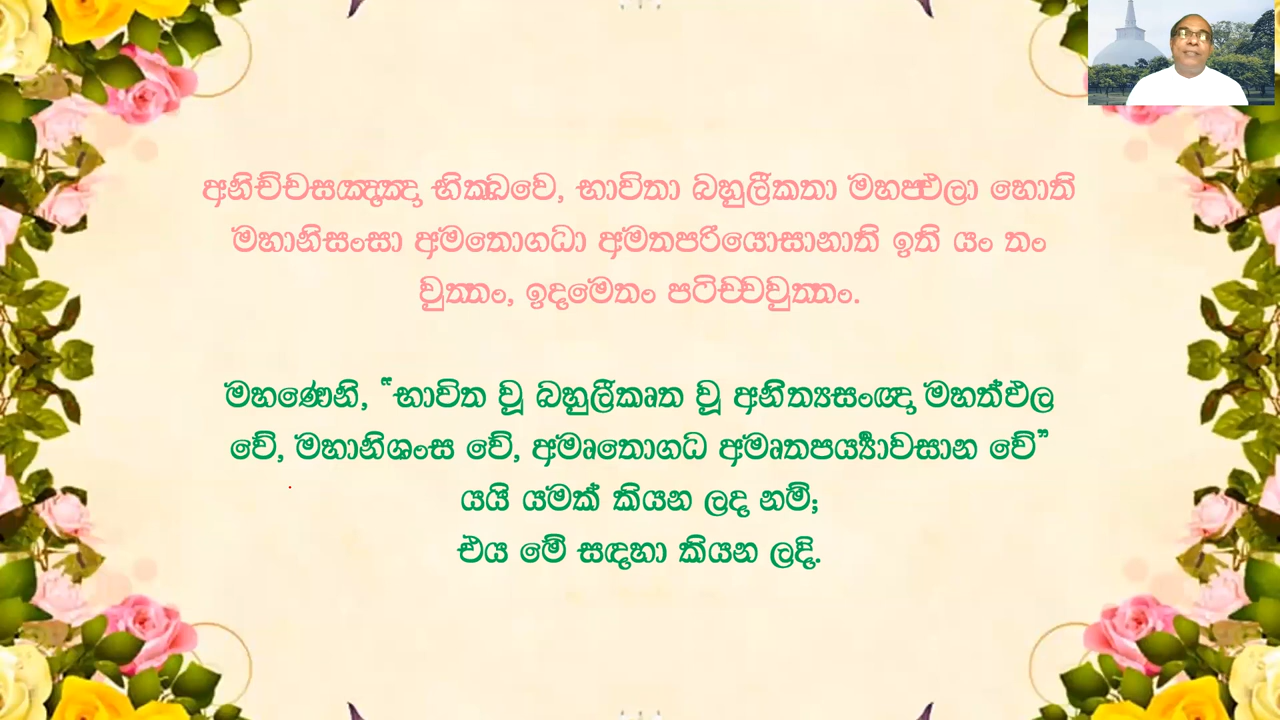 අනිච්චසඤ්ඤා භික්ඛවෙ, භාවිතා බහුලීකතා මහප්ඵලා හොති
මහානිසංසා අමතොගධා අමතපරියොසානාති ඉති යං තං
වුත්තං, ඉදමෙතං පටිච්චවුත්තං.
මහණෙනි, “භාවිත වූ බහුලීකෘත වූ අනිත්‍යසංඥා මහත්ඵල
වේ, මහානිශංස වේ, අමෘතොගධ අමෘතපර්‍ය්‍යාවසාන වේ”
යයි යමක් කියන ලද නම්;
එය මේ සඳහා කියන ලදි.